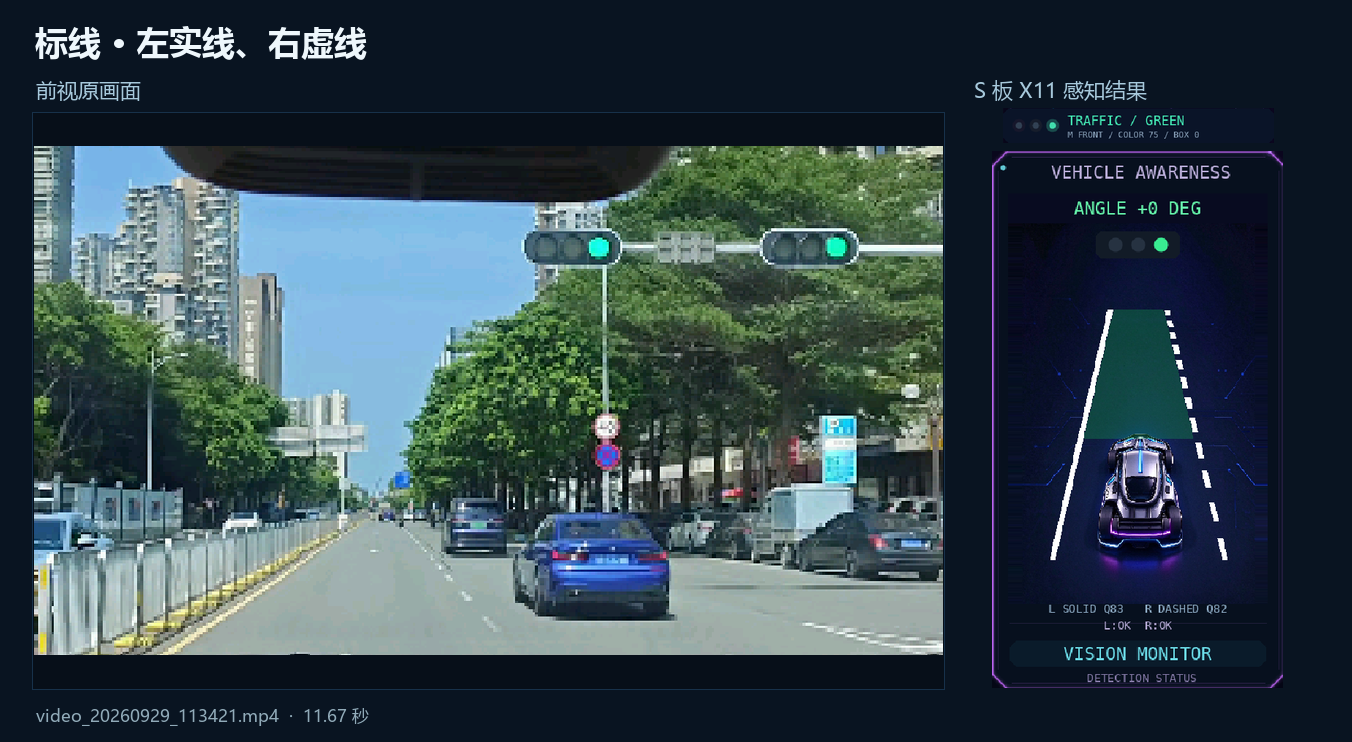 标线・左实线、右虚线
前视原画面
S 板 X11 感知结果
TRAFFIC / GREEN
M FRONT / COLOR 75 / BOX 0
VEHICLE AWARENESS
ANGLE +0 DEG
L SOLID Q83 R DASHED Q82
L:OK R:OK
VISION MONITOR
DETECTION STATUS
video_20260929_113421.mp4 · 11.67 秒